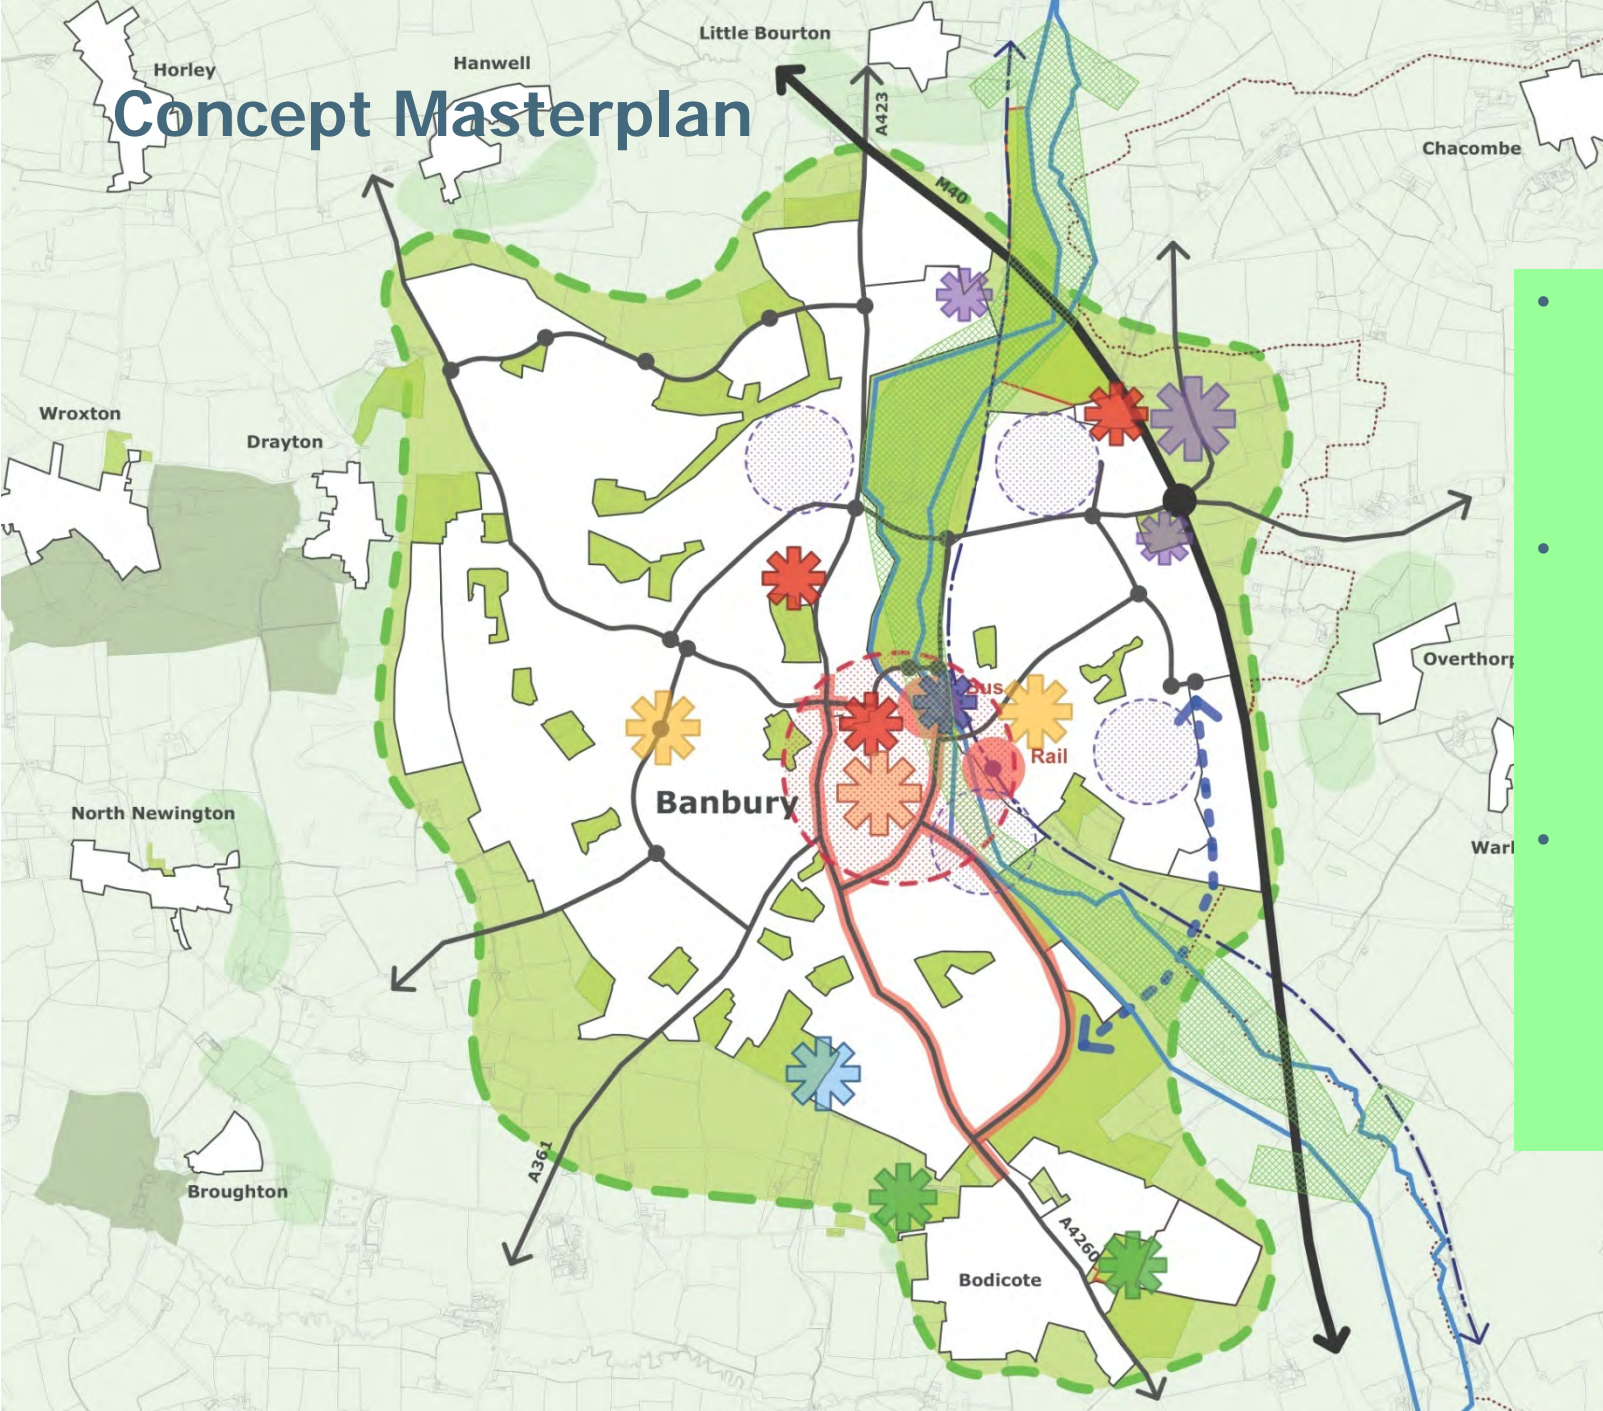 Little Bourton
Horley
Hanwell
Concept Masterplan
A423
Chacombe
M40
Wroxton
Drayton
Overthorp
Bus
Rail
Banbury
North Newington
Warl
A361
Broughton
A4260
Bodicote